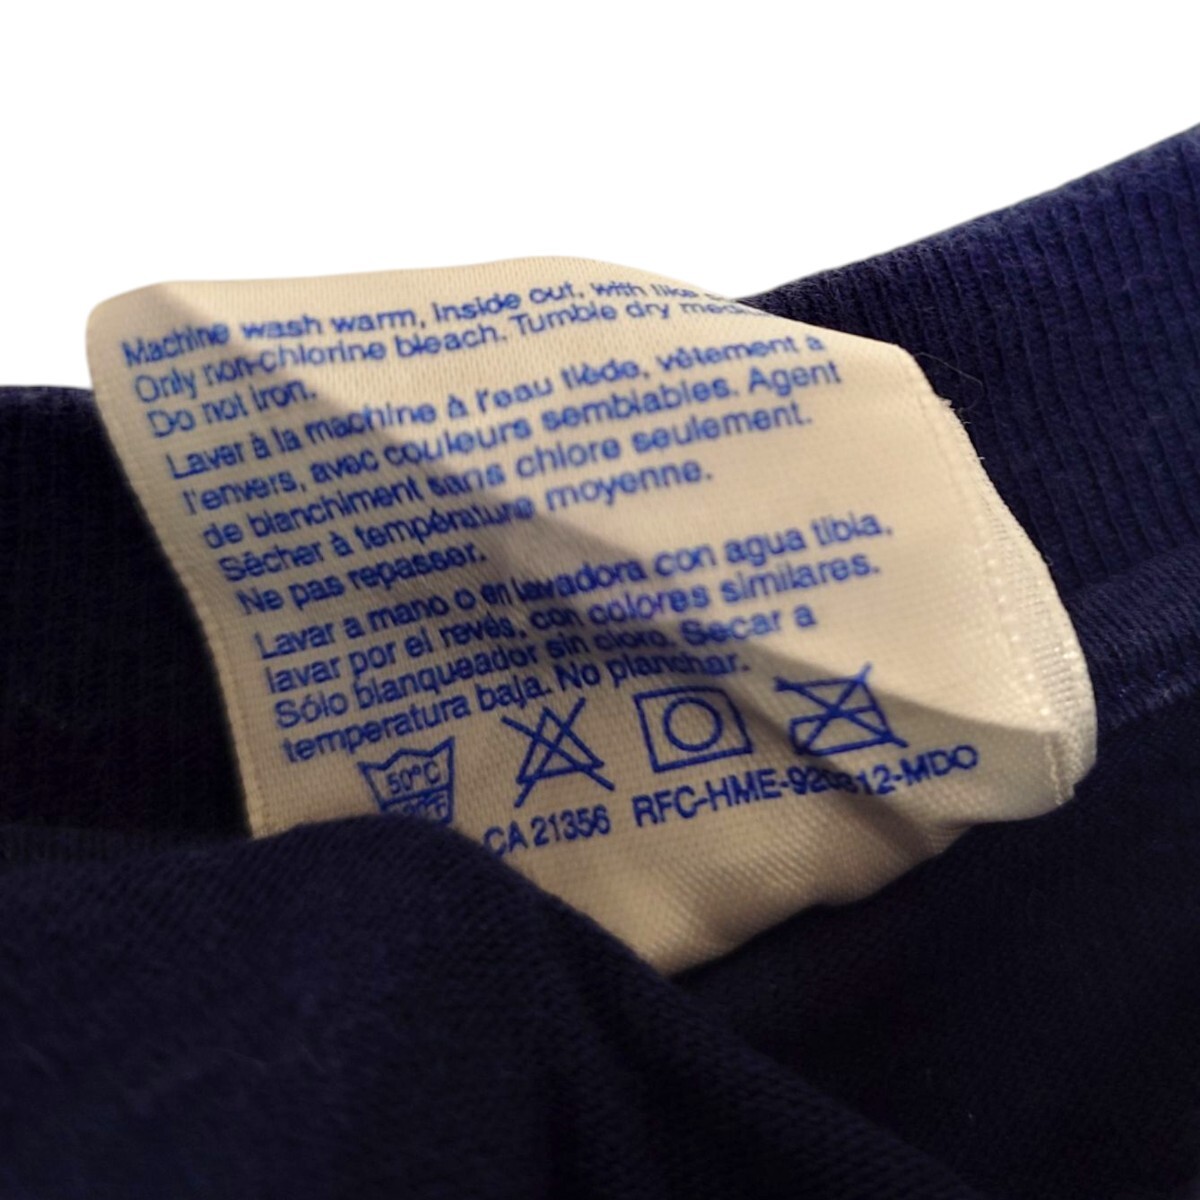 Machine wash warm, inside out, with like
Only non-chlorine bleach. Tumble dry
Do not iron.
Laver à la machine à l'eau tiède, vêtement à
l'envers, avec couleurs semblables. Agent
de blanchiment sans chlore seulement.
Sècher à température moyenne.
Ne pas repasser.
Lavar a mano o en lavadora con agua tibia,
lavar por el revés, con colores similares.
Sólo blanqueador sin cloro. Secar a
temperatura baja. No planchar.
50°C
CA 21356 RFC-HME-920312-MDO